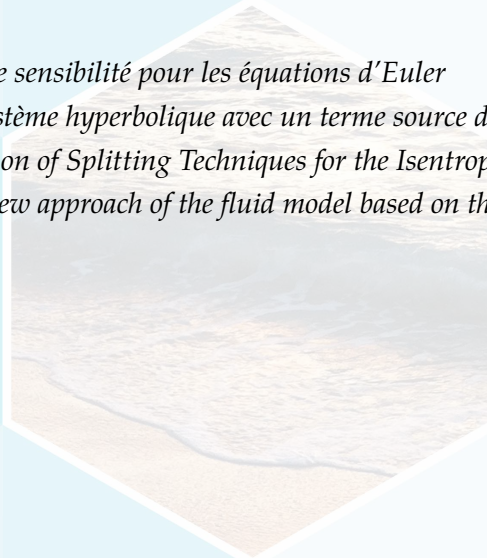 e sensibilité pour les équations d'Euler
stème hyperbolique avec un terme source d
on of Splitting Techniques for the Isentrop
ew approach of the fluid model based on th